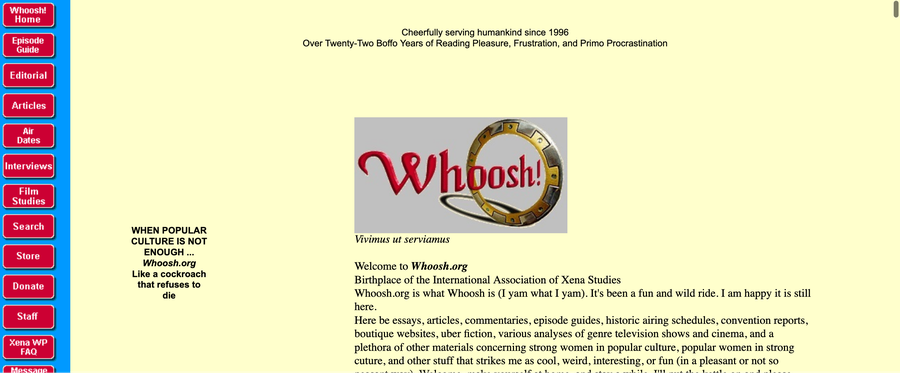 Whoosh!
Home
Episode
Guide
Editorial
Articles
Air
Dates
Interviews
Film
Studies
Search
Store
Donate
Staff
Xena WP
FAQ
Message
Cheerfully serving humankind since 1996
Over Twenty-Two Boffo Years of Reading Pleasure, Frustration, and Primo Procrastination
WHEN POPULAR
CULTURE IS NOT
ENOUGH ...
Whoosh.org
Like a cockroach
that refuses to
die
Whoosh!
Vivimus ut serviamus
Welcome to Whoosh.org
Birthplace of the International Association of Xena Studies
Whoosh.org is what Whoosh is (I yam what I yam). It's been a fun and wild ride. I am happy it is still
here.
Here be essays, articles, commentaries, episode guides, historic airing schedules, convention reports,
boutique websites, uber fiction, various analyses of genre television shows and cinema, and a
plethora of other materials concerning strong women in popular culture, popular women in strong
cuture, and other stuff that strikes me as cool, weird, interesting, or fun (in a pleasant or not so